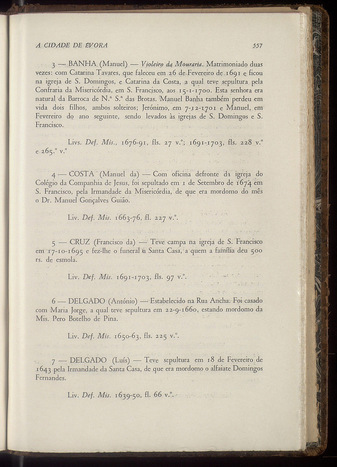 A CIDADE DE ÉVORA 557
3 — BANHA (Manuel) — Violeiro da Mouraria. Matrimoniado duas
vezes: com Catarina Tavares, que faleceu em 26 de Fevereiro de 1691 e ficou
na igreja de S. Domingos, e Catarina da Costa, a qual teve sepultura pela
Confraria da Misericórdia, em S. Francisco, aos 15-1-1700. Esta senhora era
natural da Barroca de N.ª S.ª das Brotas. Manuel Banha também perdeu em
vida dois filhos, ambos solteiros; Jerónimo, em 7-12-1701 e Manuel, em
Fevereiro do ano seguinte, sendo levados às igrejas de S. Domingos e S.
Francisco.
Livs. Def. Mis., 1676-91, fls. 27 v.º; 1691-1703, fls. 228 v.º
e 265.º v.º
4 — COSTA (Manuel da) — Com oficina defronte da igreja do
Colégio da Companhia de Jesus, foi sepultado em 1 de Setembro de 1674 em
S. Francisco, pela Irmandade da Misericórdia, de que era mordomo do mês
o Dr. Manuel Gonçalves Guião.
Liv. Def. Mis. 1663-76, fl. 227 v.º.
5 — CRUZ (Francisco da) — Teve campa na igreja de S. Francisco
em 17-10-1695 e fez-lhe o funeral a Santa Casa, a quem a família deu 500
rs. de esmola.
Liv. Def. Mis. 1691-1703, fls. 97 v.º.
6 — DELGADO (António) — Estabelecido na Rua Ancha. Foi casado
com Maria Jorge, a qual teve sepultura em 22-9-1660, estando mordomo da
Mis. Pero Botelho de Pina.
Liv. Def. Mis. 1650-63, fls. 225 v.º.
7 — DELGADO (Luís) — Teve sepultura em 18 de Fevereiro de
1643 pela Irmandade da Santa Casa, de que era mordomo o alfaiate Domingos
Fernandes.
Liv. Def. Mis. 1639-50, fl. 66 v.º.